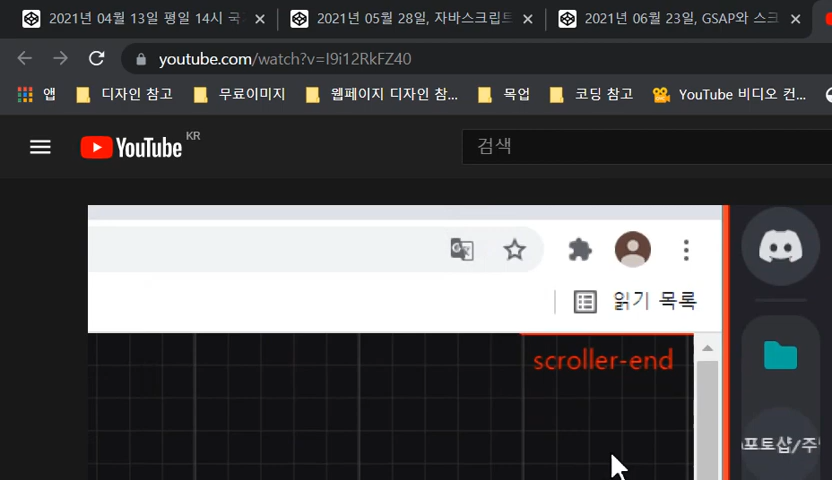 2021년 04월 13일 평일 14시 국
2021년 05월 28일, 자바스크립트
2021년 06월 23일, GSAP와 스크
youtube.com/watch?v=I9i12RkFZ40
앱
디자인 참고
무료이미지
웹페이지 디자인 참...
목업
코딩 참고
YouTube 비디오 컨...
YouTube KR
검색
읽기 목록
scroller-end
포토샵/주